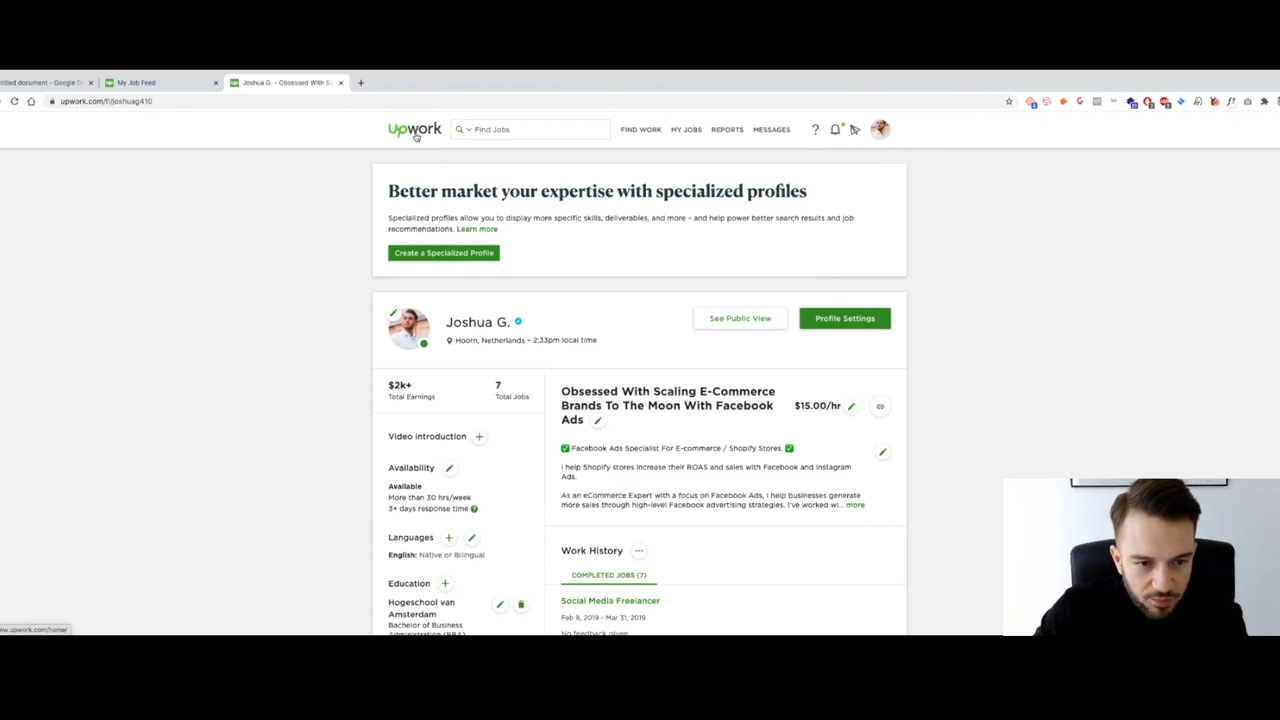 titled document - Google D
My Job Feed
Joshua G. - Obsessed With Sc
upwork.com/fl/joshuag410
upwork
Find Jobs
FIND WORK
MY JOBS
REPORTS
MESSAGES
Better market your expertise with specialized profiles
Specialized profiles allow you to display more specific skills, deliverables, and more - and help power better search results and job
recommendations. Learn more
Create a Specialized Profile
Joshua G.
Hoorn, Netherlands - 2:33pm local time
See Public View
Profile Settings
$2k+
Total Earnings
7
Total Jobs
Video introduction
Availability
Available
More than 30 hrs/week
3+ days response time
Languages
English: Native or Bilingual
Education
Hogeschool van
Amsterdam
Bachelor of Business
Administration (BBA)
Obsessed With Scaling E-Commerce
Brands To The Moon With Facebook
Ads
$15.00/hr
✅ Facebook Ads Specialist For E-commerce / Shopify Stores. ✅
I help Shopify stores increase their ROAS and sales with Facebook and Instagram
Ads.
As an eCommerce Expert with a focus on Facebook Ads, I help businesses generate
more sales through high-level Facebook advertising strategies. I've worked wi... more
Work History
COMPLETED JOBS (7)
Social Media Freelancer
Feb 8, 2019 - Mar 31, 2019
No feedback given
ww.upwork.com/home/